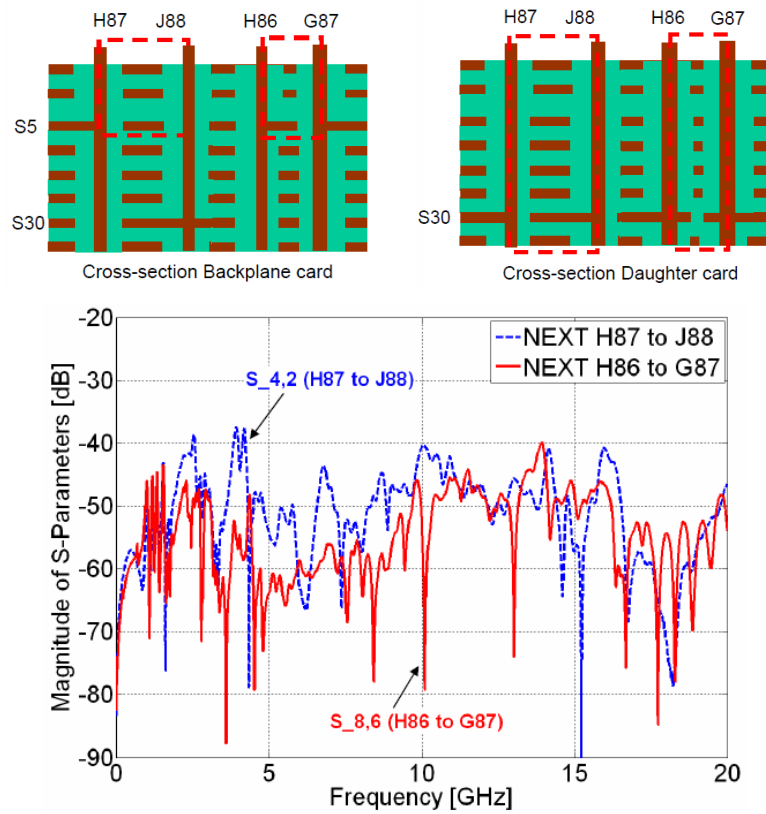 H87 J88 H86 G87
H87 J88 H86 G87
S5
S30
S30
Cross-section Backplane card
Cross-section Daughter card
-20
-30
-40
-50
-60
-70
-80
-90
Magnitude of S-Parameters [dB]
NEXT H87 to J88
NEXT H86 to G87
S_4,2 (H87 to J88)
S_8,6 (H86 to G87)
0 5 10 15 20
Frequency [GHz]